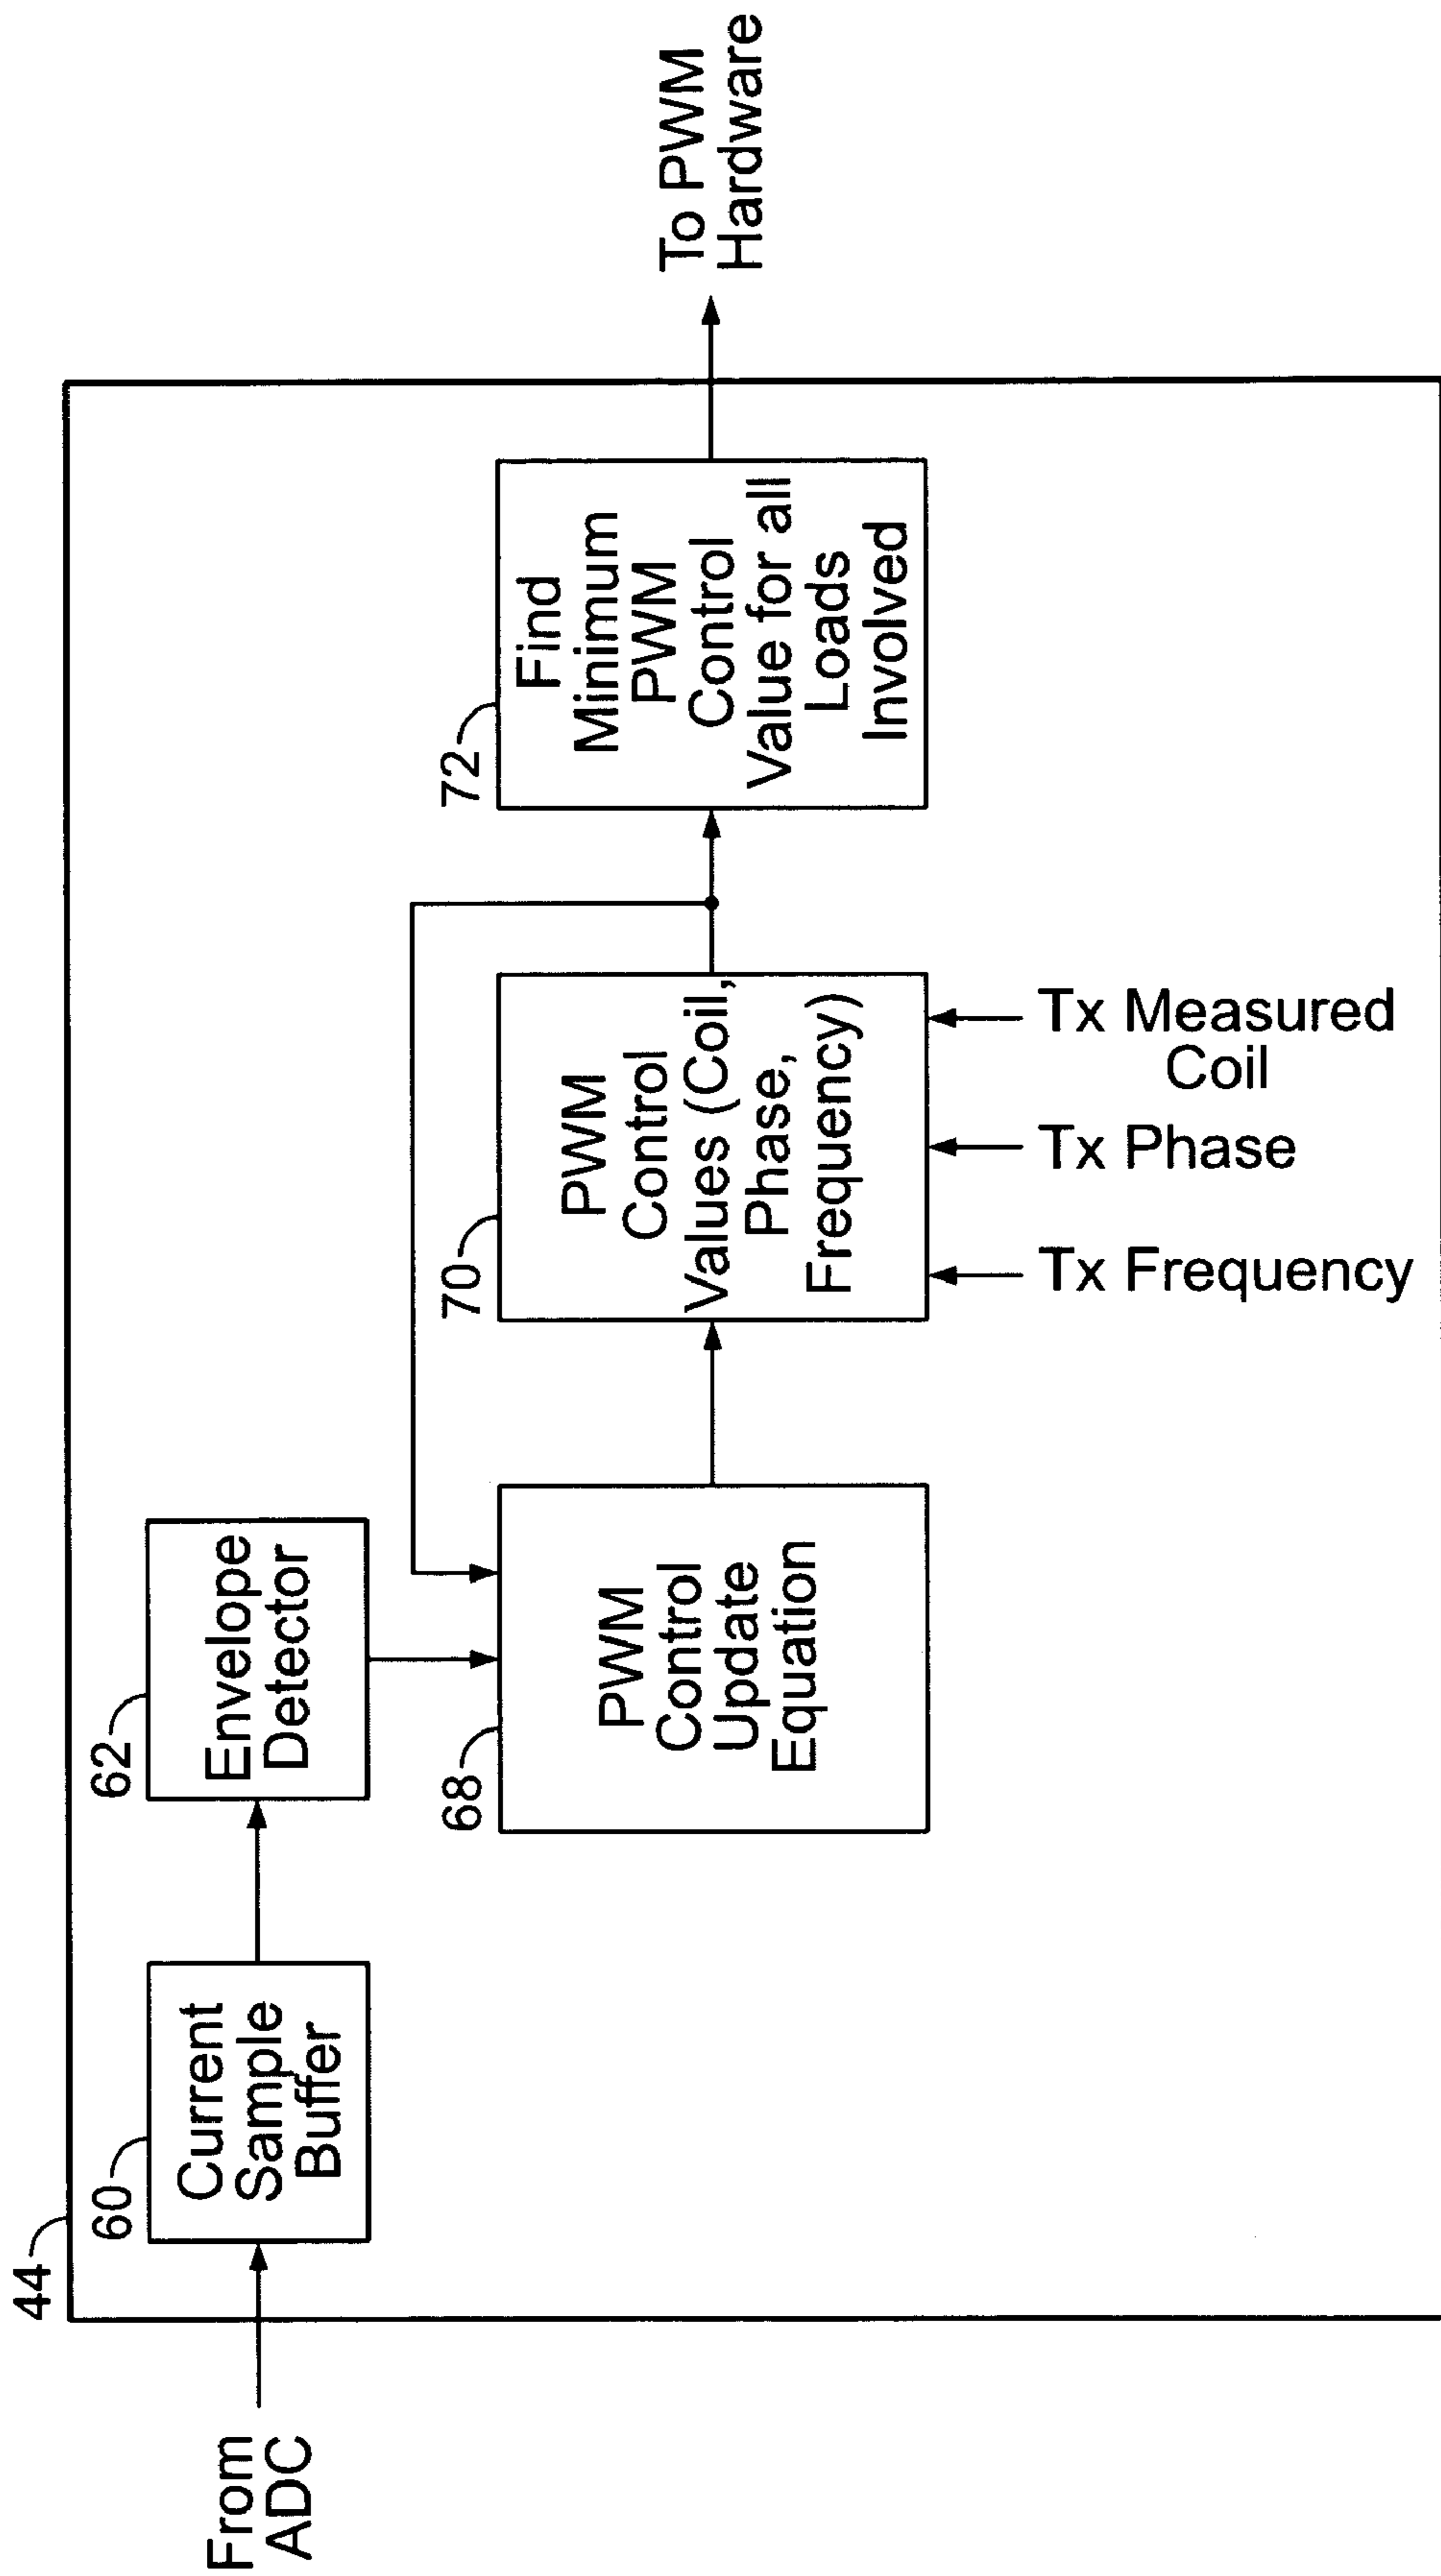 44
From
ADC
60
Current
Sample
Buffer
62
Envelope
Detector
68
PWM
Control
Update
Equation
70
PWM
Control
Values (Coil,
Phase,
Frequency)
Tx Frequency
Tx Phase
Tx Measured
Coil
72
Find
Minimum
PWM
Control
Value for all
Loads
Involved
To PWM
Hardware